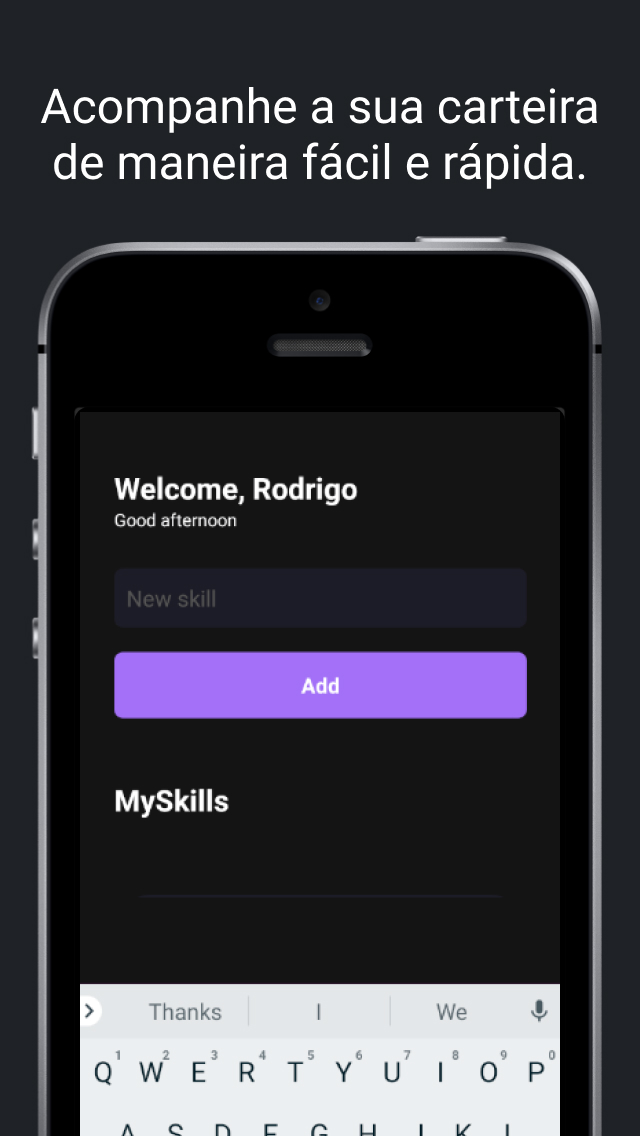 Acompanhe a sua carteira
de maneira fácil e rápida.
Welcome, Rodrigo
Good afternoon
New skill
Add
MySkills
Thanks I We
Q1 W2 E3 R4 T5 Y6 U7 I8 O9 P0
A S D F G H J K L